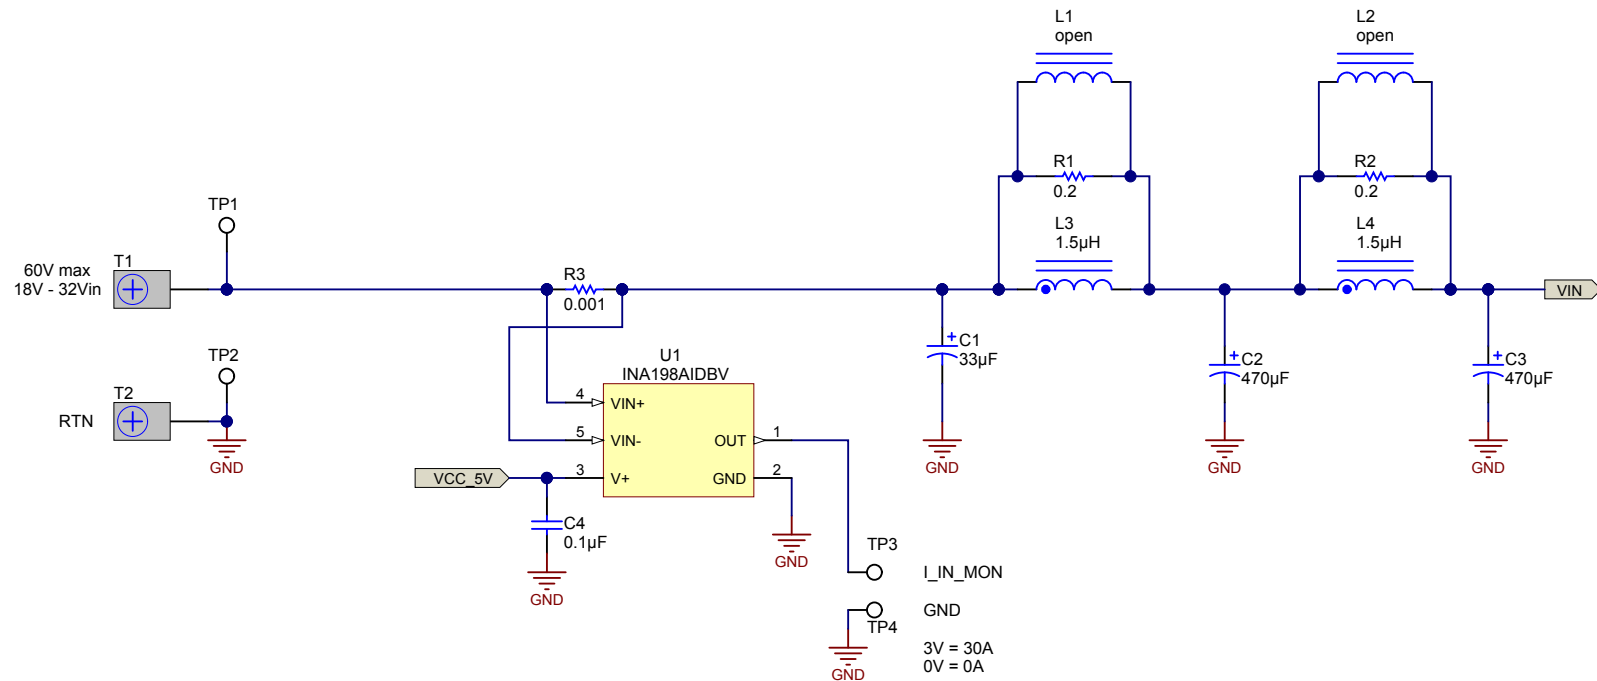 L1
open
L2
open
R1
0.2
R2
0.2
TP1
L3
1.5µH
L4
1.5µH
60V max
18V - 32Vin
T1
R3
0.001
VIN
TP2
T2
RTN
GND
U1
INA198AIDBV
4
VIN+
5
VIN-
OUT
1
3
V+
GND
2
VCC_5V
C1
33µF
C2
470µF
C3
470µF
GND
GND
GND
C4
0.1µF
GND
GND
TP3
I_IN_MON
GND
TP4
GND
3V = 30A
0V = 0A